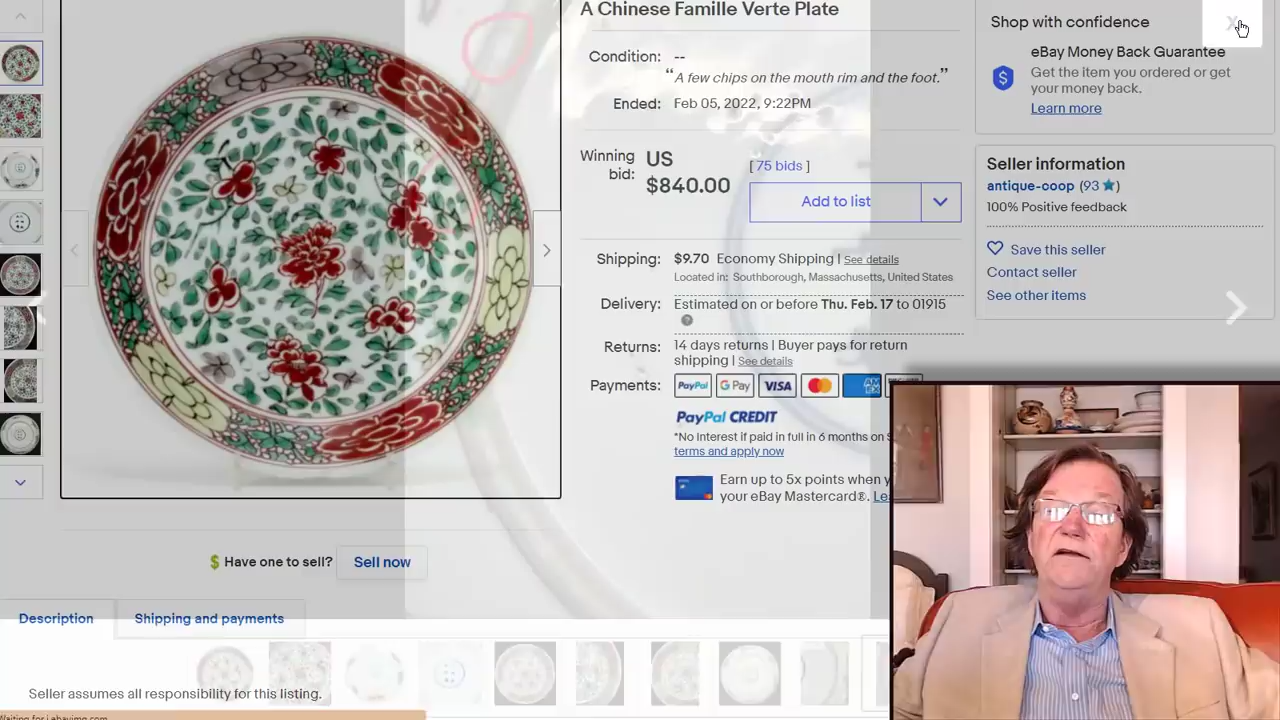 A Chinese Famille Verte Plate
Condition: --
“A few chips on the mouth rim and the foot.”
Ended: Feb 05, 2022, 9:22PM
Winning bid: US $840.00
[ 75 bids ]
Add to list
Shipping: $9.70 Economy Shipping | See details
Located in: Southborough, Massachusetts, United States
Delivery: Estimated on or before Thu. Feb. 17 to 01915
?
Returns: 14 days returns | Buyer pays for return
shipping | See details
Payments: PayPal G Pay VISA
PayPal CREDIT
*No Interest if paid in full in 6 months on $
terms and apply now
Earn up to 5x points when y
your eBay Mastercard®. Le
Shop with confidence
X
eBay Money Back Guarantee
$
Get the item you ordered or get
your money back.
Learn more
Seller information
antique-coop (93 ★)
100% Positive feedback
Save this seller
Contact seller
See other items
$ Have one to sell? Sell now
Description
Shipping and payments
Seller assumes all responsibility for this listing.